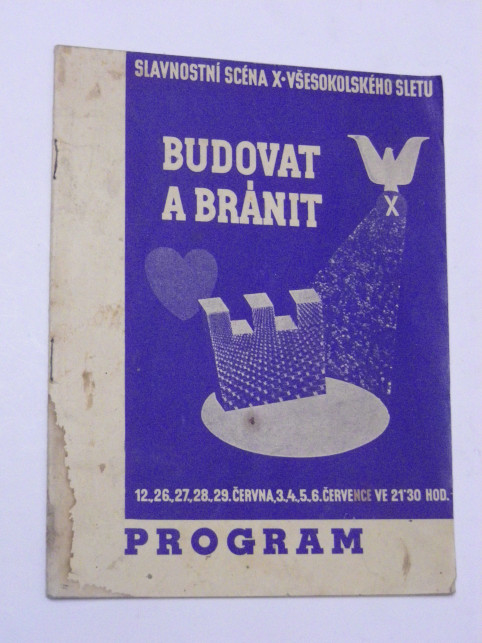 SLAVNOSTNÍ SCÉNA X•VŠESOKOLSKÉHO SLETU
BUDOVAT
A BRÁNIT
X
12.,26.,27.,28.,29. ČERVNA,3.,4.,5.,6. ČERVENCE VE 21'30 HOD.
PROGRAM